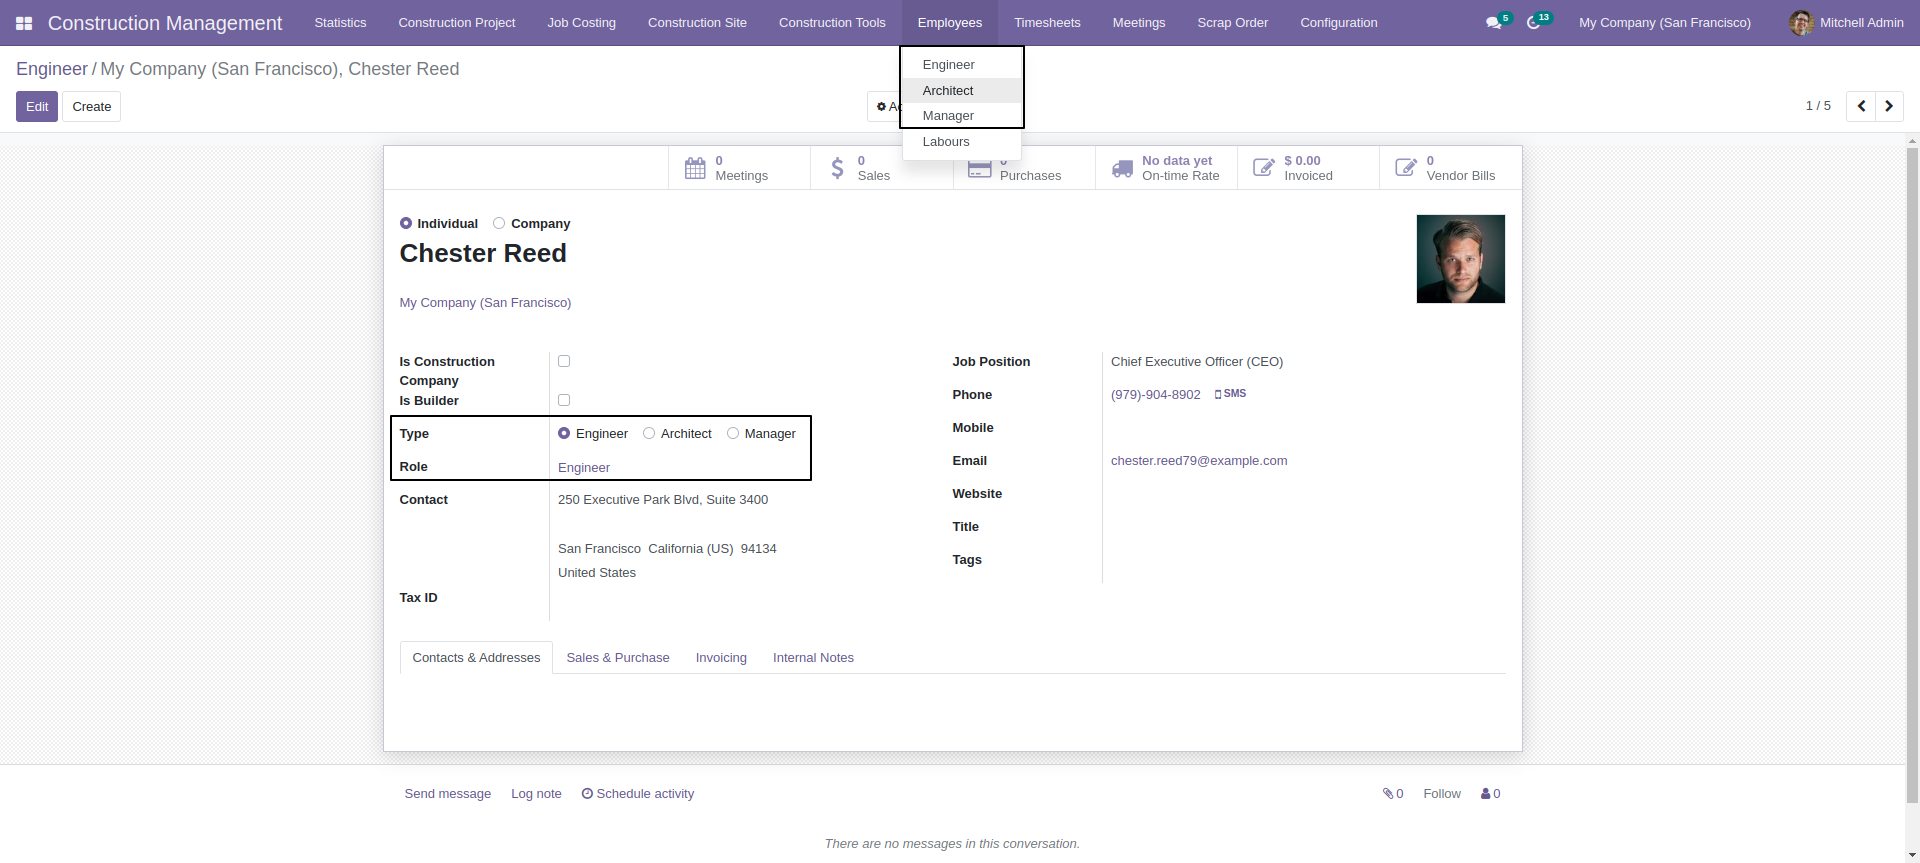 Construction Management Statistics Construction Project Job Costing Construction Site Construction Tools Employees Timesheets Meetings Scrap Order Configuration 5 13 My Company (San Francisco) Mitchell Admin
Engineer / My Company (San Francisco), Chester Reed
Engineer
Architect
Manager
Labours
Edit Create
1 / 5
0 Meetings
0 Sales
Purchases
No data yet On-time Rate
$ 0.00 Invoiced
0 Vendor Bills
Individual Company
Chester Reed
My Company (San Francisco)
Is Construction Company
Is Builder
Type Engineer Architect Manager
Role Engineer
Contact 250 Executive Park Blvd, Suite 3400
San Francisco California (US) 94134
United States
Tax ID
Job Position Chief Executive Officer (CEO)
Phone (979)-904-8902 SMS
Mobile
Email chester.reed79@example.com
Website
Title
Tags
Contacts & Addresses Sales & Purchase Invoicing Internal Notes
Send message Log note Schedule activity 0 Follow 0
There are no messages in this conversation.